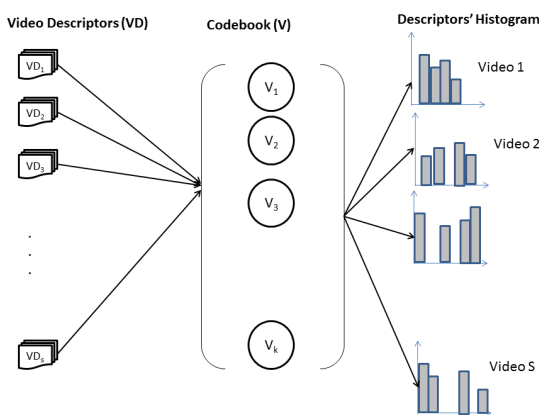 Video Descriptors (VD)
Codebook (V)
Descriptors' Histogram
VD1
VD2
VD3
.
.
.
VDs
V1
V2
V3
Vk
Video 1
Video 2
Video S